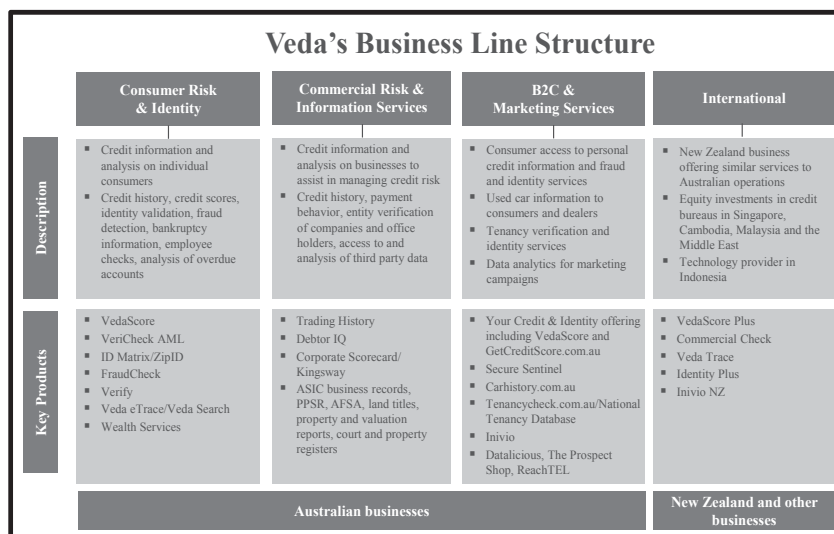 Veda's Business Line Structure
Consumer Risk
& Identity
Commercial Risk &
Information Services
B2C &
Marketing Services
International
Description
▪ Credit information and
analysis on individual
consumers
▪ Credit history, credit scores,
identity validation, fraud
detection, bankruptcy
information, employee
checks, analysis of overdue
accounts
▪ Credit information and
analysis on businesses to
assist in managing credit risk
▪ Credit history, payment
behavior, entity verification
of companies and office
holders, access to and
analysis of third party data
▪ Consumer access to personal
credit information and fraud
and identity services
▪ Used car information to
consumers and dealers
▪ Tenancy verification and
identity services
▪ Data analytics for marketing
campaigns
▪ New Zealand business
offering similar services to
Australian operations
▪ Equity investments in credit
bureaus in Singapore,
Cambodia, Malaysia and the
Middle East
▪ Technology provider in
Indonesia
Key Products
▪ VedaScore
▪ VeriCheck AML
▪ ID Matrix/ZipID
▪ FraudCheck
▪ Verify
▪ Veda eTrace/Veda Search
▪ Wealth Services
▪ Trading History
▪ Debtor IQ
▪ Corporate Scorecard/
Kingsway
▪ ASIC business records,
PPSR, AFSA, land titles,
property and valuation
reports, court and property
registers
▪ Your Credit & Identity offering
including VedaScore and
GetCreditScore.com.au
▪ Secure Sentinel
▪ Carhistory.com.au
▪ Tenancycheck.com.au/National
Tenancy Database
▪ Inivio
▪ Datalicious, The Prospect
Shop, ReachTEL
▪ VedaScore Plus
▪ Commercial Check
▪ Veda Trace
▪ Identity Plus
▪ Inivio NZ
Australian businesses
New Zealand and other
businesses